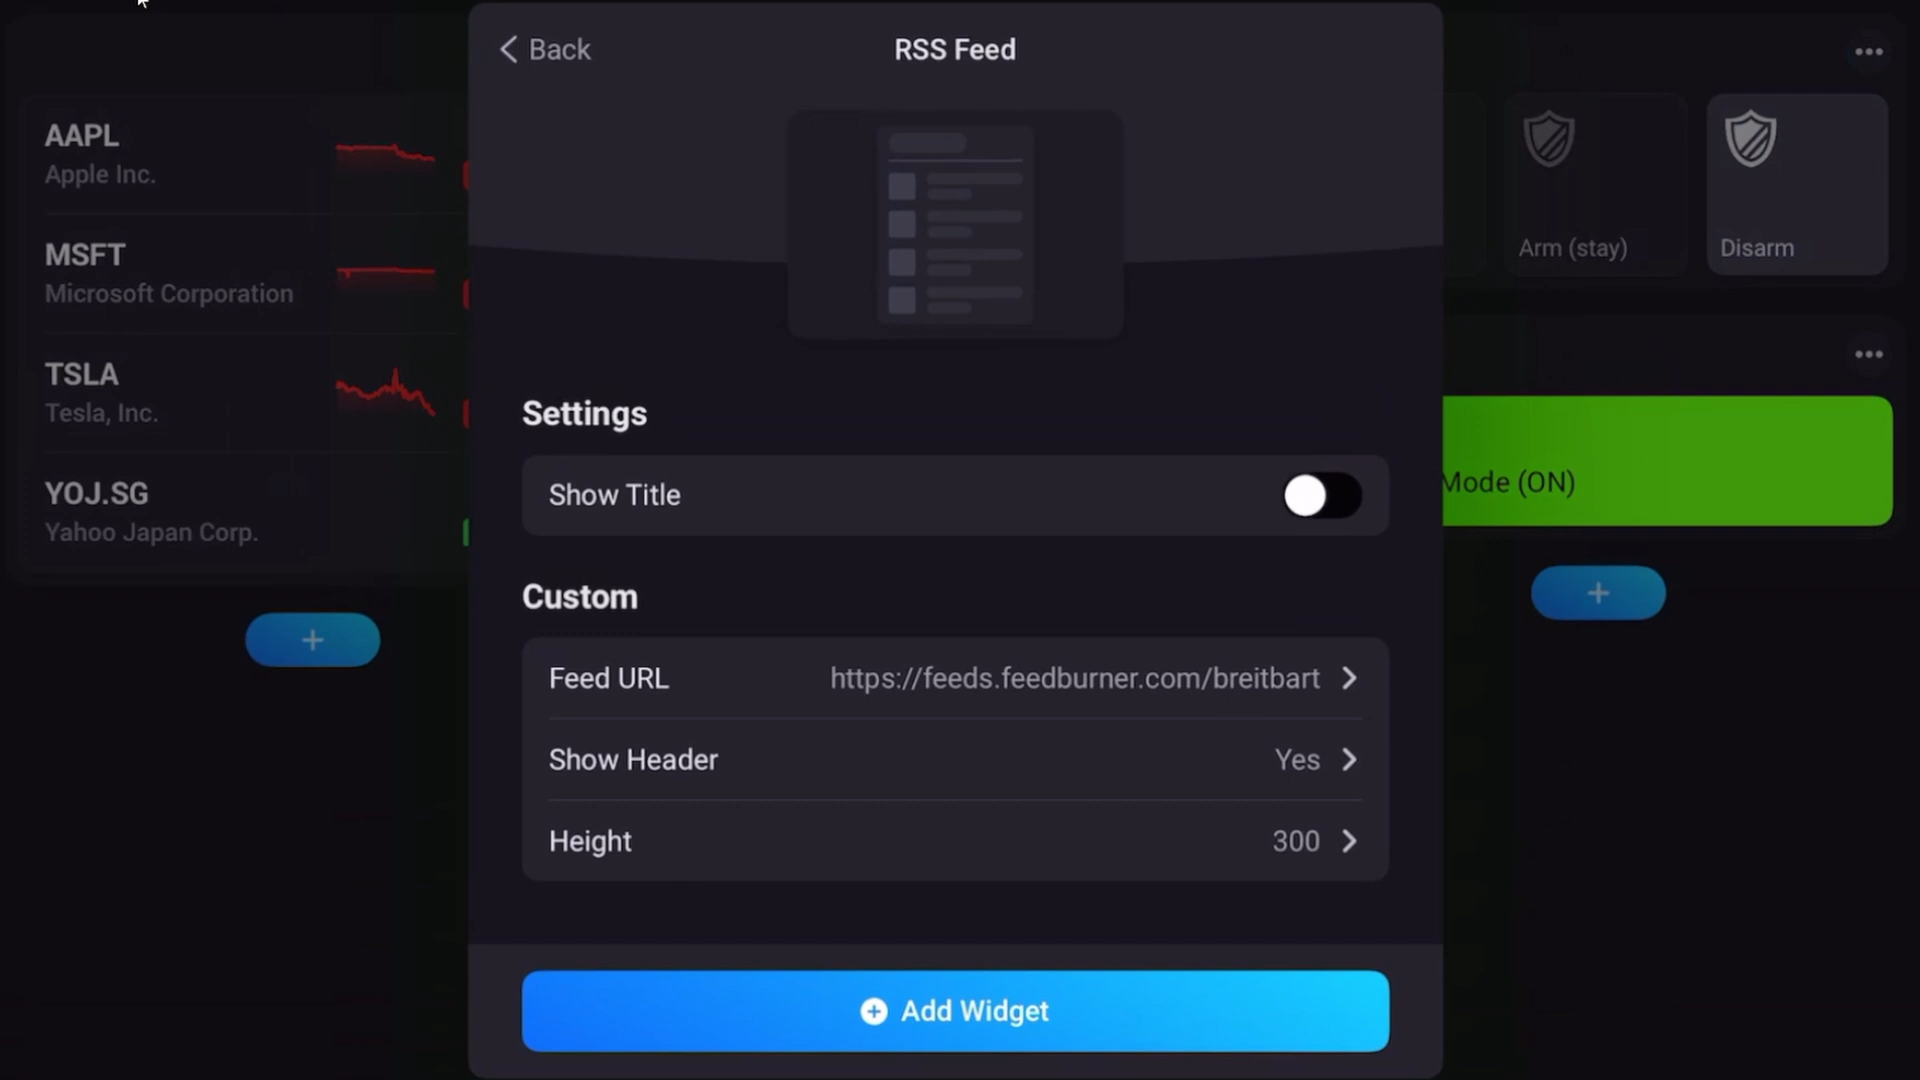 Back
RSS Feed
AAPL
Apple Inc.
MSFT
Microsoft Corporation
TSLA
Tesla, Inc.
YOJ.SG
Yahoo Japan Corp.
+
Settings
Show Title
Custom
Feed URL https://feeds.feedburner.com/breitbart
Show Header Yes
Height 300
Add Widget
Arm (stay)
Disarm
Mode (ON)
+